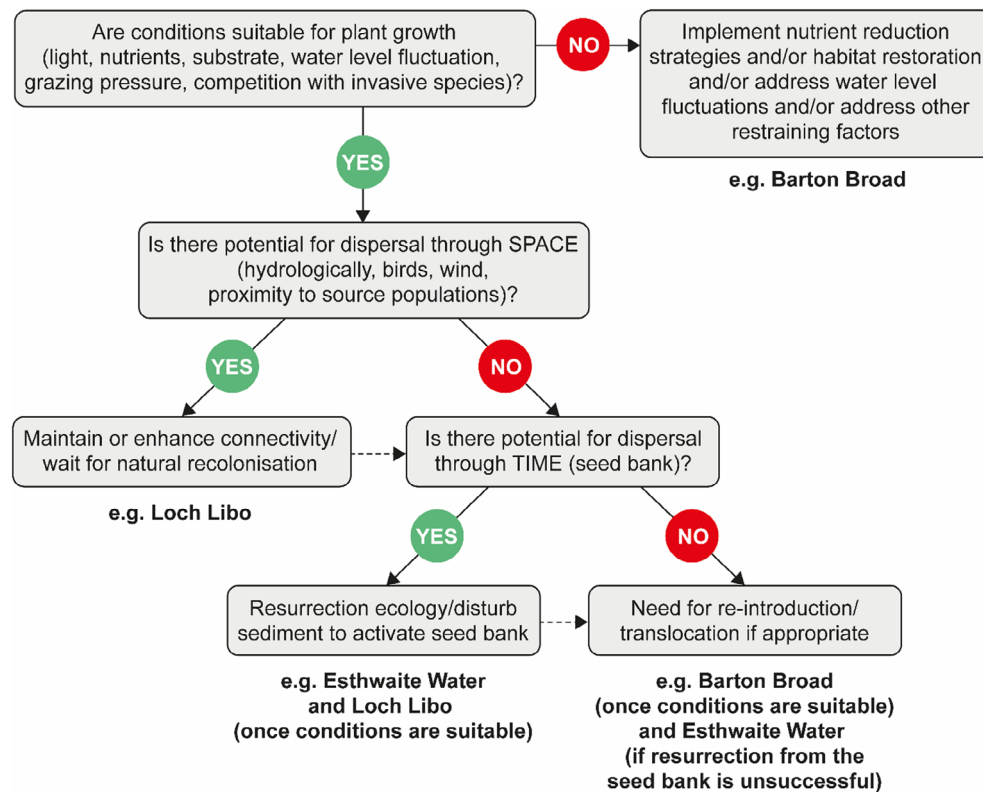 Are conditions suitable for plant growth
(light, nutrients, substrate, water level fluctuation,
grazing pressure, competition with invasive species)?
NO
Implement nutrient reduction
strategies and/or habitat restoration
and/or address water level
fluctuations and/or address other
restraining factors
e.g. Barton Broad
YES
Is there potential for dispersal through SPACE
(hydrologically, birds, wind,
proximity to source populations)?
YES
NO
Maintain or enhance connectivity/
wait for natural recolonisation
e.g. Loch Libo
Is there potential for dispersal
through TIME (seed bank)?
YES
NO
Resurrection ecology/disturb
sediment to activate seed bank
e.g. Esthwaite Water
and Loch Libo
(once conditions are suitable)
Need for re-introduction/
translocation if appropriate
e.g. Barton Broad
(once conditions are suitable)
and Esthwaite Water
(if resurrection from the
seed bank is unsuccessful)